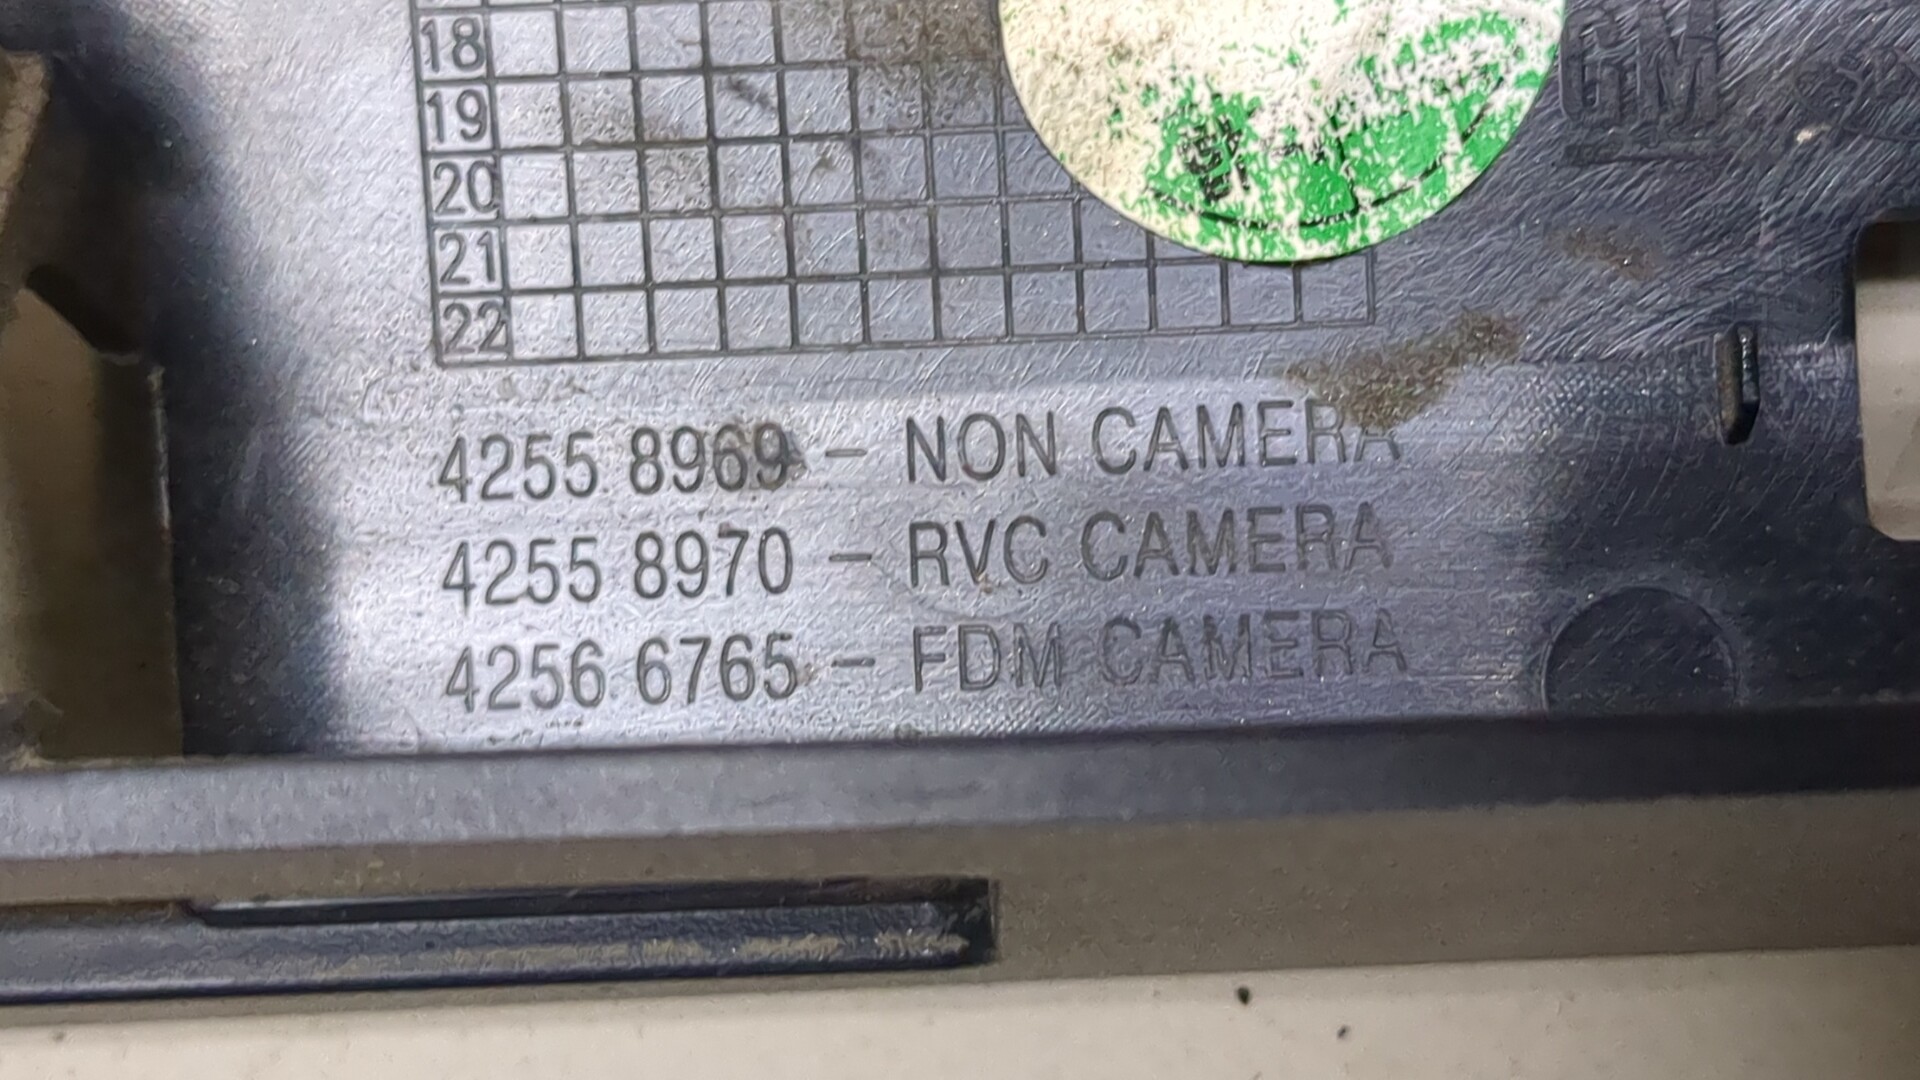 18
GM
19
20
21
22
4255 8969 - NON CAMERA
4255 8970 - RVC CAMERA
4256 6765 - FDM CAMERA